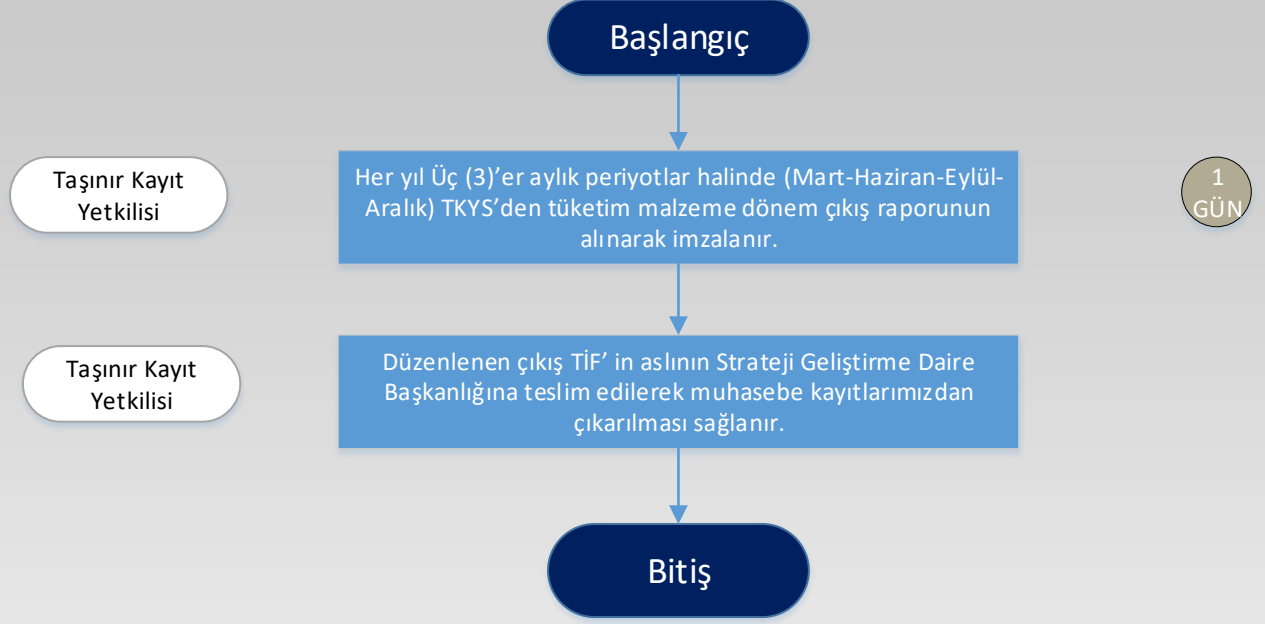 Başlangıç
Taşınır Kayıt
Yetkilisi
Her yıl Üç (3)’er aylık periyotlar halinde (Mart-Haziran-Eylül-
Aralık) TKYS’den tüketim malzeme dönem çıkış raporunun
alınarak imzalanır.
1
GÜN
Taşınır Kayıt
Yetkilisi
Düzenlenen çıkış TİF’ in aslının Strateji Geliştirme Daire
Başkanlığına teslim edilerek muhasebe kayıtlarımızdan
çıkarılması sağlanır.
Bitiş